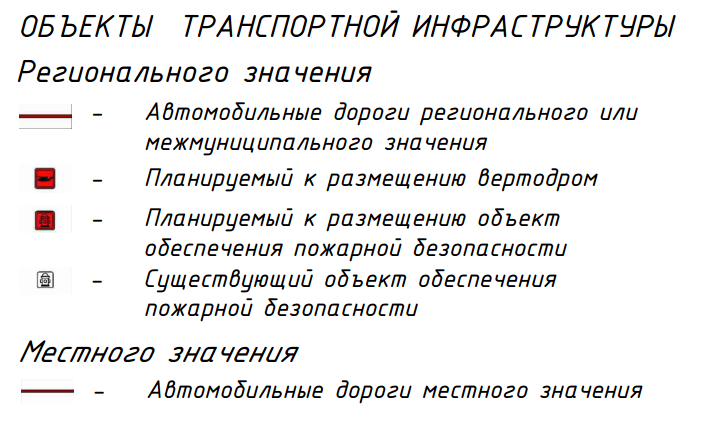 ОБЪЕКТЫ ТРАНСПОРТНОЙ ИНФРАСТРУКТУРЫ
Регионального значения
- Автомобильные дороги регионального или
межмуниципального значения
- Планируемый к размещению вертодром
- Планируемый к размещению объект
обеспечения пожарной безопасности
- Существующий объект обеспечения
пожарной безопасности
Местного значения
- Автомобильные дороги местного значения